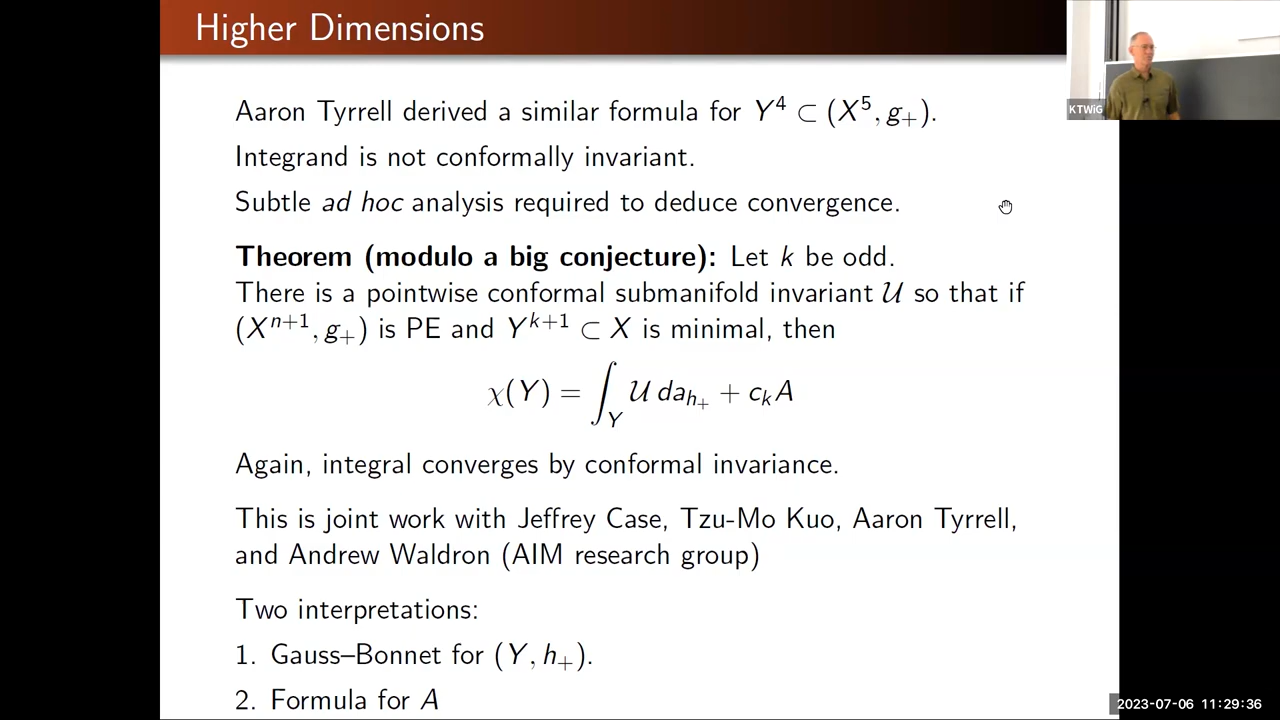 Higher Dimensions
KTWiG
Aaron Tyrrell derived a similar formula for Y⁴ ⊂ (X⁵, g₊).
Integrand is not conformally invariant.
Subtle ad hoc analysis required to deduce convergence.
Theorem (modulo a big conjecture): Let k be odd.
There is a pointwise conformal submanifold invariant 𝒰 so that if
(Xⁿ⁺¹, g₊) is PE and Yᵏ⁺¹ ⊂ X is minimal, then
χ(Y) = ∫_Y 𝒰 da_{h₊} + c_k A
Again, integral converges by conformal invariance.
This is joint work with Jeffrey Case, Tzu-Mo Kuo, Aaron Tyrrell,
and Andrew Waldron (AIM research group)
Two interpretations:
1. Gauss–Bonnet for (Y, h₊).
2. Formula for A
2023-07-06 11:29:36